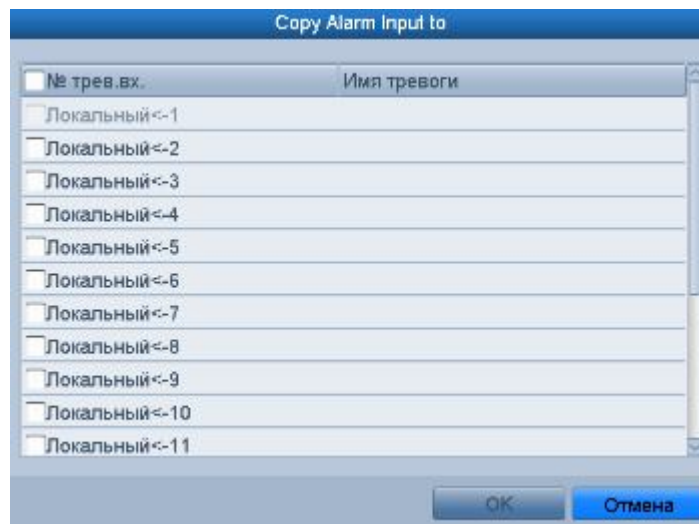 Copy Alarm Input to
№ трев.вх. Имя тревоги
Локальный<-1
Локальный<-2
Локальный<-3
Локальный<-4
Локальный<-5
Локальный<-6
Локальный<-7
Локальный<-8
Локальный<-9
Локальный<-10
Локальный<-11
OK Отмена